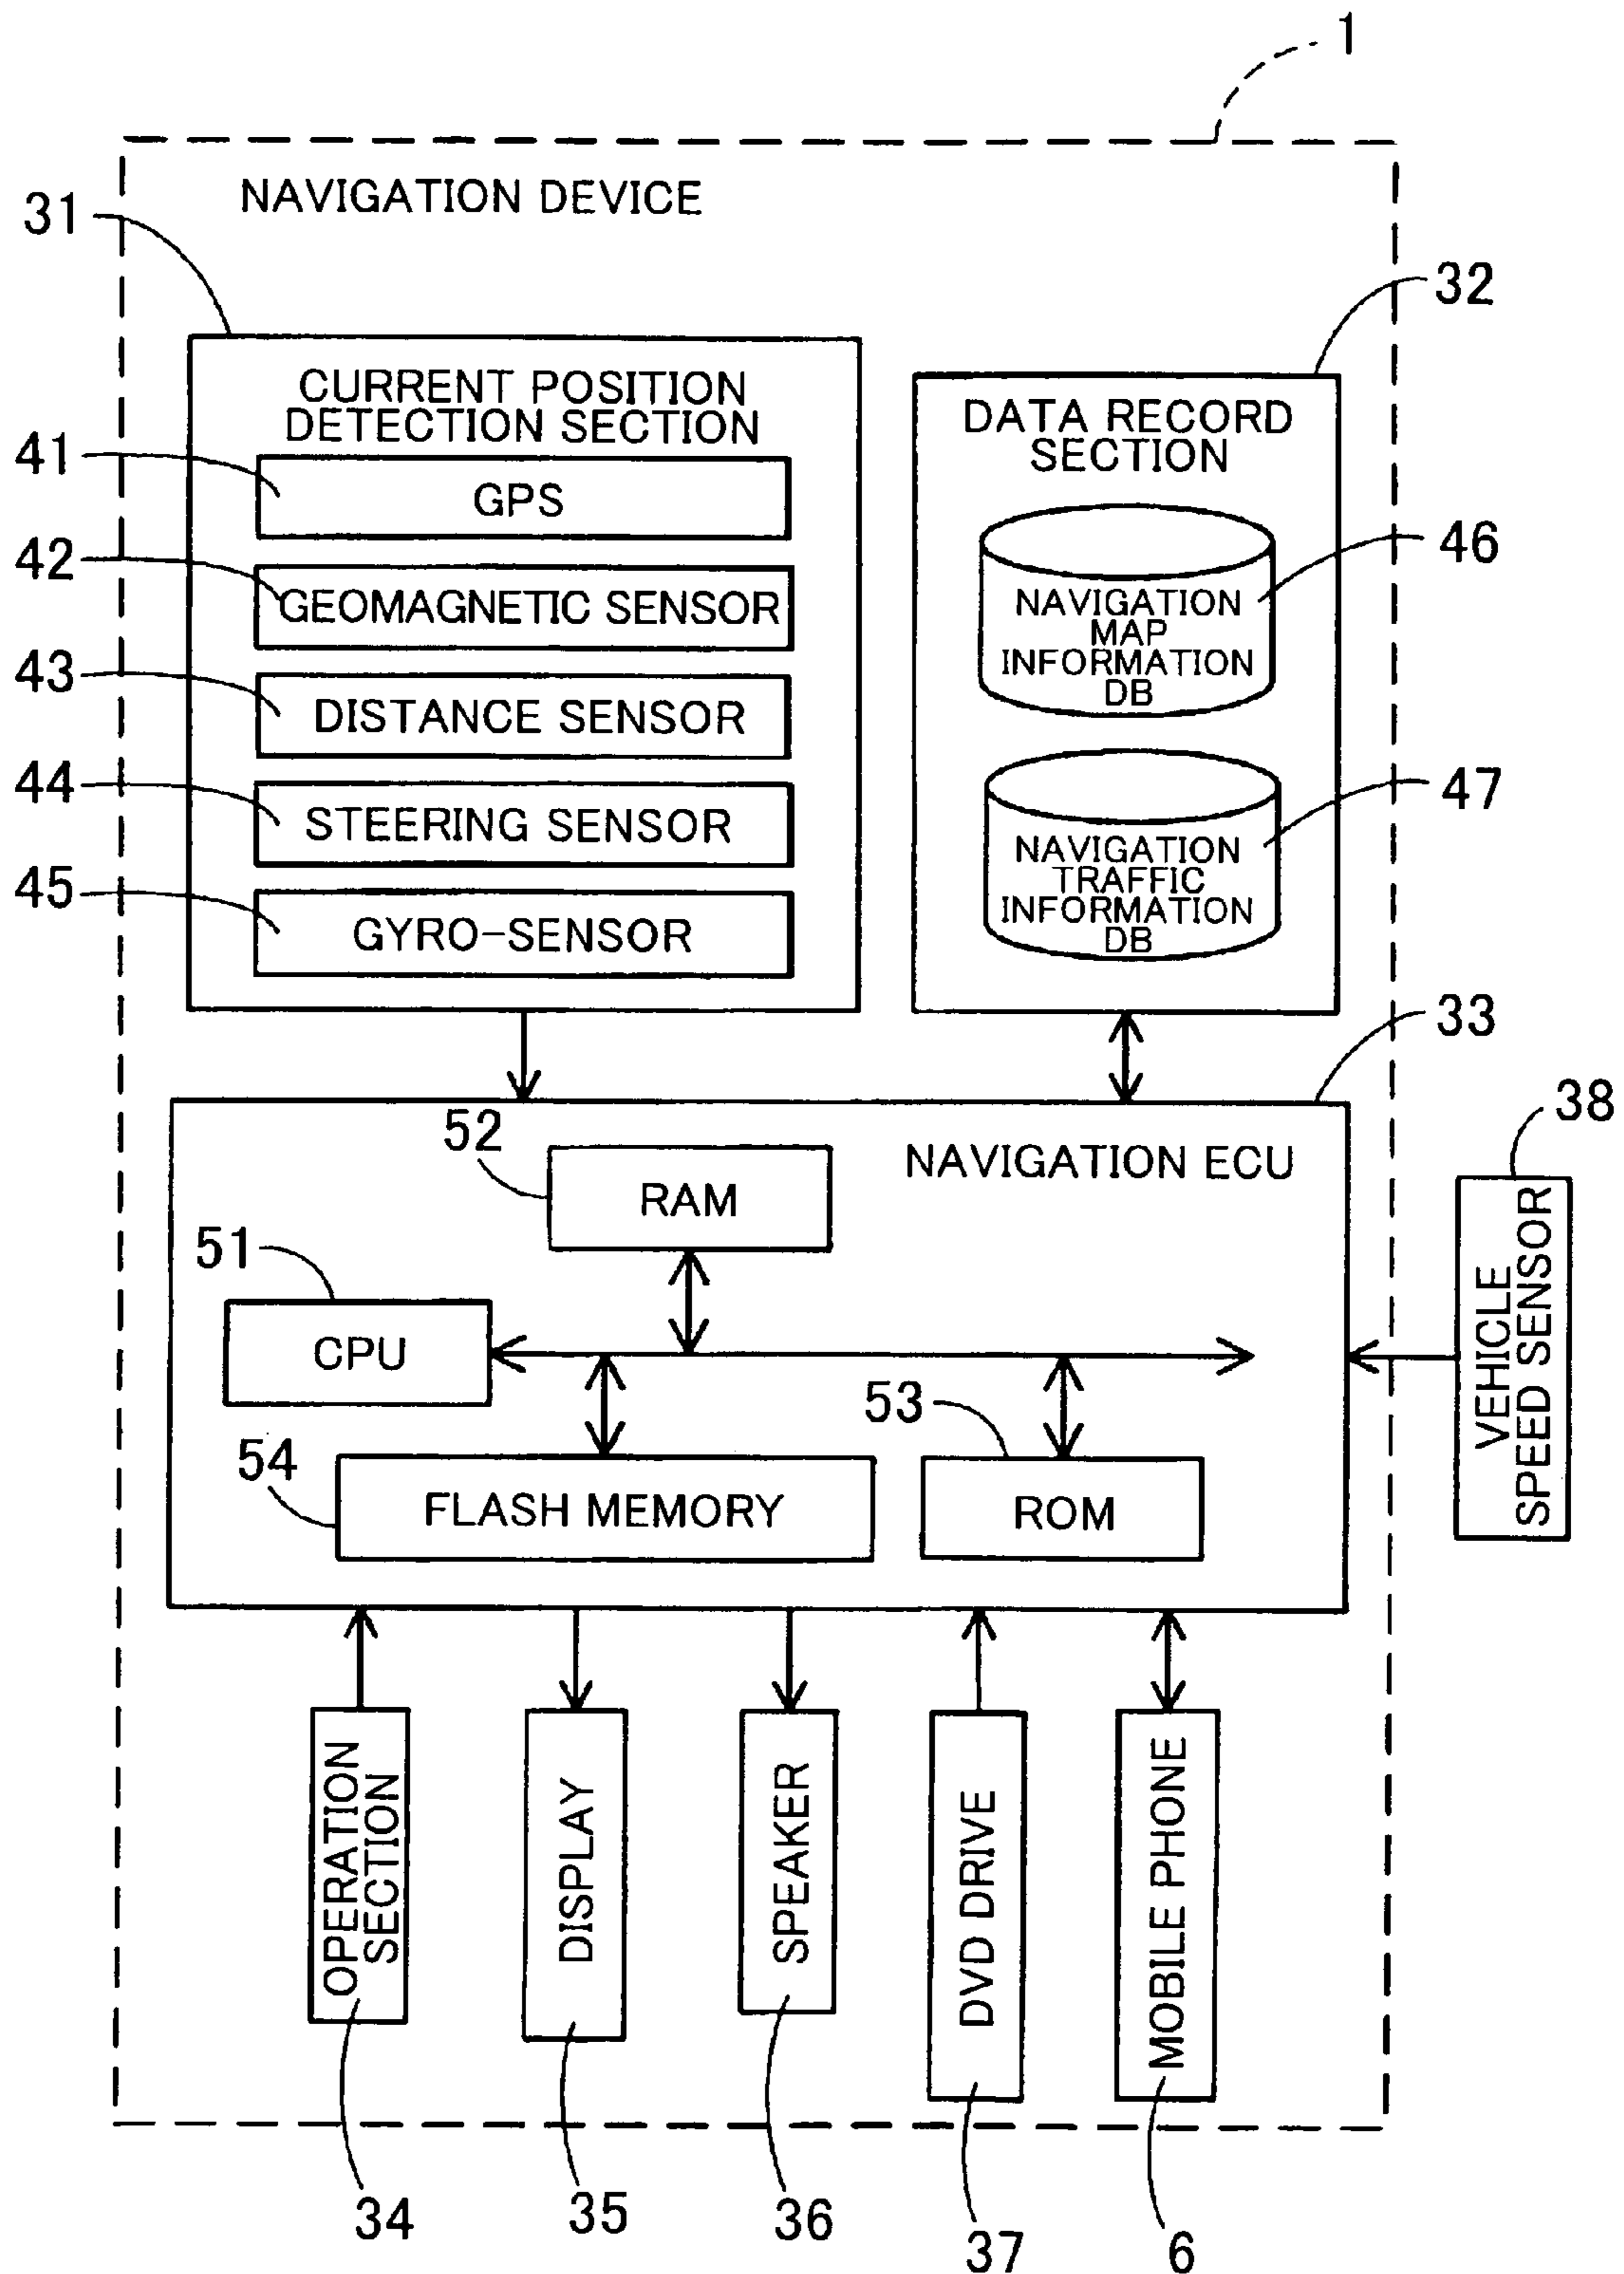 1
NAVIGATION DEVICE
31
32
CURRENT POSITION
DETECTION SECTION
41
GPS
42
GEOMAGNETIC SENSOR
43
DISTANCE SENSOR
44
STEERING SENSOR
45
GYRO-SENSOR
DATA RECORD
SECTION
46
NAVIGATION
MAP
INFORMATION
DB
47
NAVIGATION
TRAFFIC
INFORMATION
DB
33
NAVIGATION ECU
52
RAM
51
CPU
53
ROM
54
FLASH MEMORY
38
VEHICLE
SPEED SENSOR
OPERATION
SECTION
DISPLAY
SPEAKER
DVD DRIVE
MOBILE PHONE
34
35
36
37
6